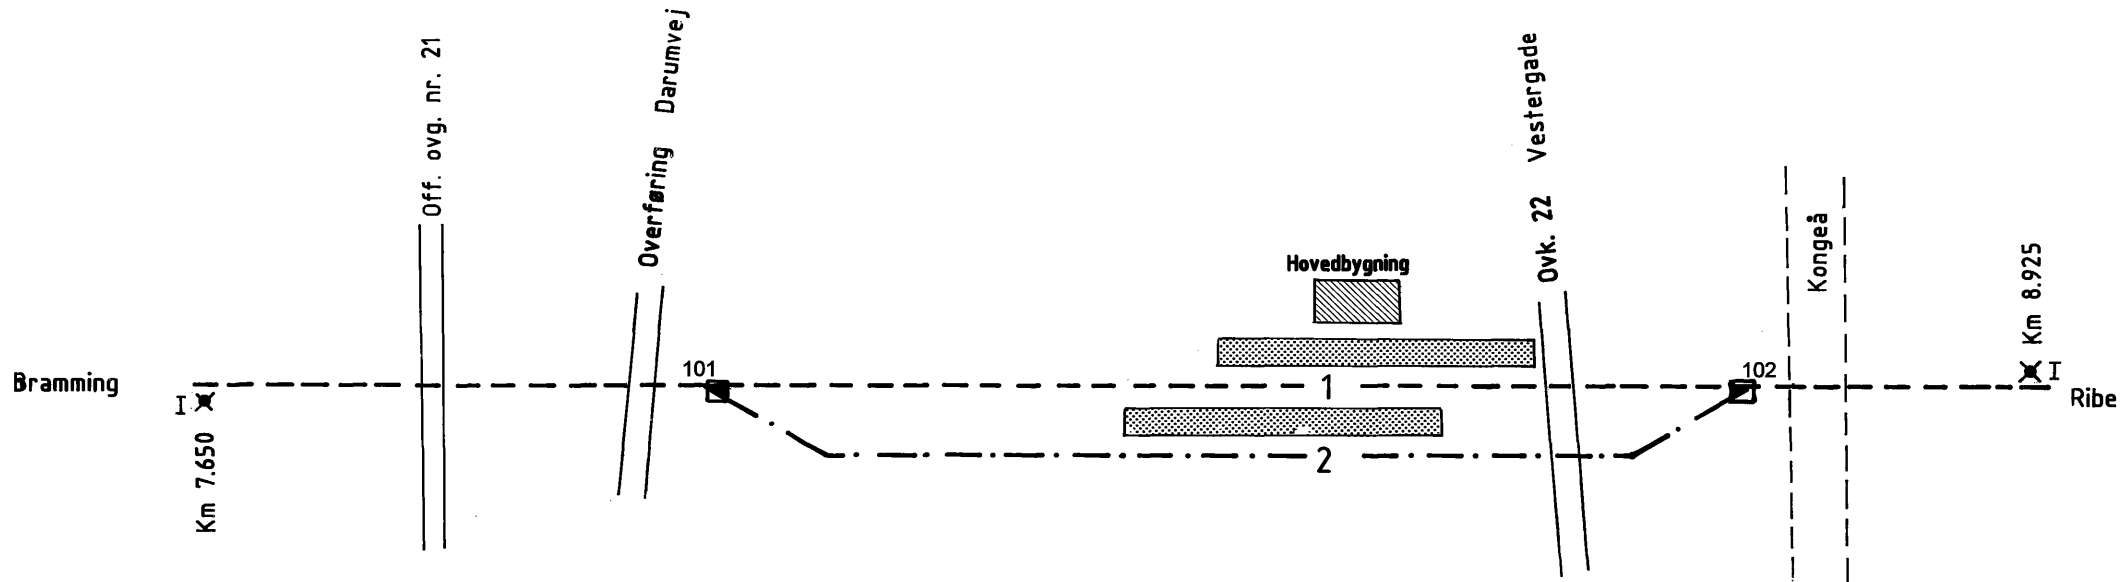 Bramming
I
Km 7.650
Off. ovg. nr. 21
Overføring Darumvej
101
Hovedbygning
1
2
Ovk. 22 Vestergade
102
Kongeå
Km 8.925
I
Ribe